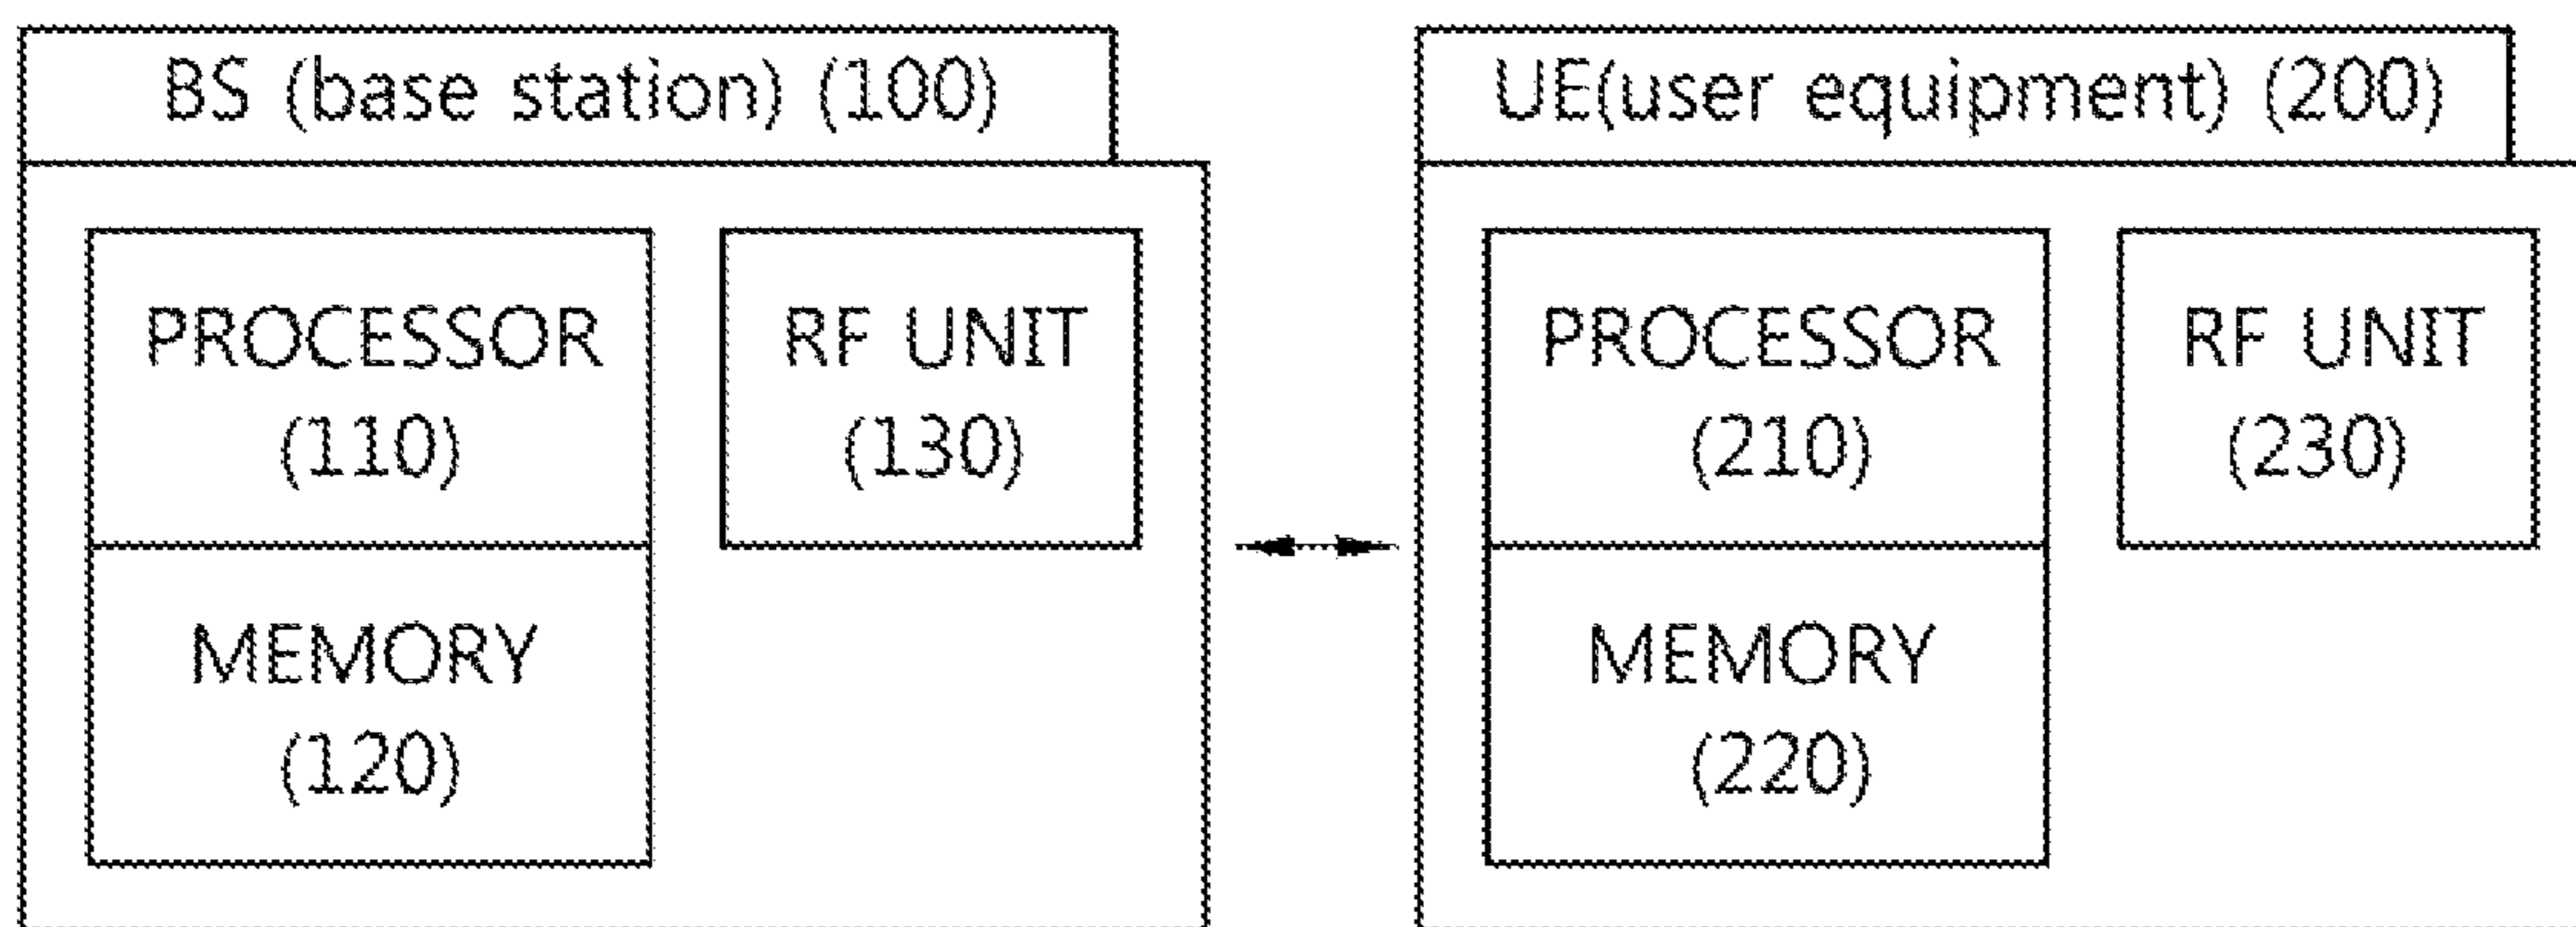 BS (base station) (100)
PROCESSOR
(110)
RF UNIT
(130)
MEMORY
(120)
UE(user equipment) (200)
PROCESSOR
(210)
RF UNIT
(230)
MEMORY
(220)